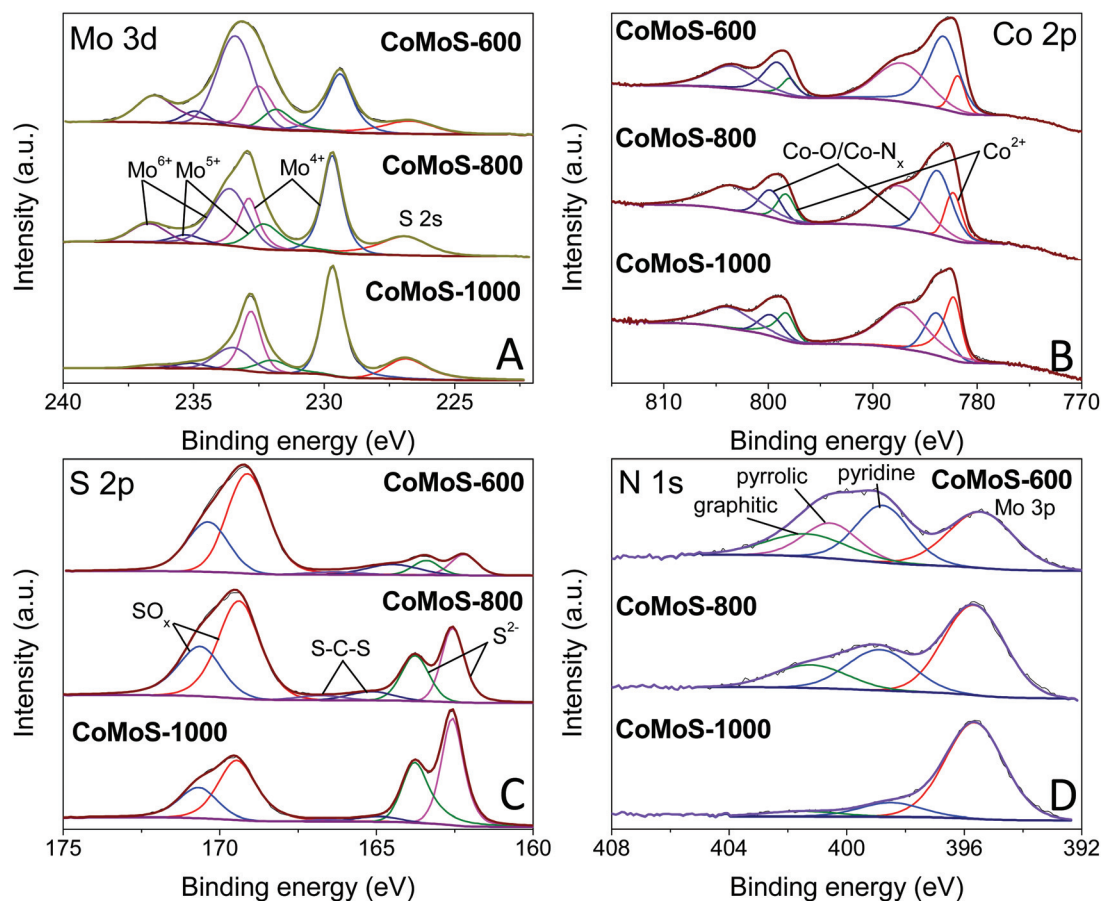 Mo 3d
CoMoS-600
Mo6+
Mo5+
Mo4+
CoMoS-800
S 2s
CoMoS-1000
A
240 235 230 225
Binding energy (eV)
Intensity (a.u.)
CoMoS-600
Co 2p
CoMoS-800
Co-O/Co-Nx
Co2+
CoMoS-1000
B
810 800 790 780 770
Binding energy (eV)
Intensity (a.u.)
S 2p
CoMoS-600
CoMoS-800
SOx
S-C-S
S2-
CoMoS-1000
C
175 170 165 160
Binding energy (eV)
Intensity (a.u.)
N 1s
pyrrolic
pyridine
graphitic
CoMoS-600
Mo 3p
CoMoS-800
CoMoS-1000
D
408 404 400 396 392
Binding energy (eV)
Intensity (a.u.)